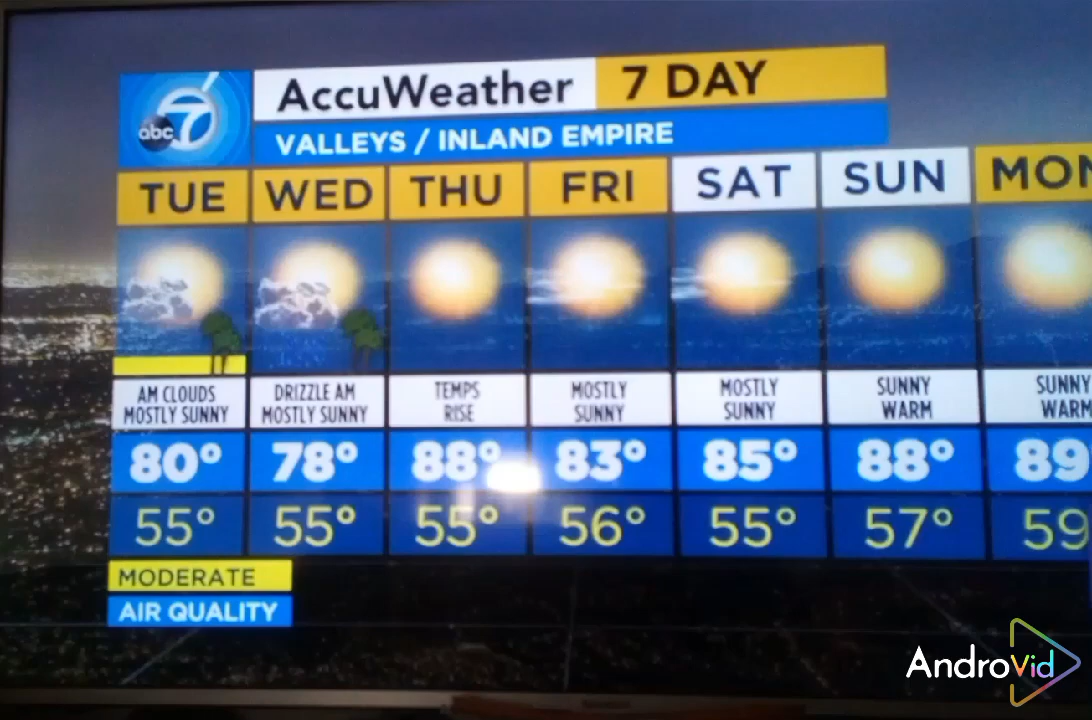 abc 7
AccuWeather 7 DAY
VALLEYS / INLAND EMPIRE
TUE WED THU FRI SAT SUN MON
AM CLOUDS MOSTLY SUNNY
DRIZZLE AM MOSTLY SUNNY
TEMPS RISE
MOSTLY SUNNY
MOSTLY SUNNY
SUNNY WARM
SUNNY WARM
80° 78° 88° 83° 85° 88° 89
55° 55° 55° 56° 55° 57° 59
MODERATE
AIR QUALITY
AndroVid